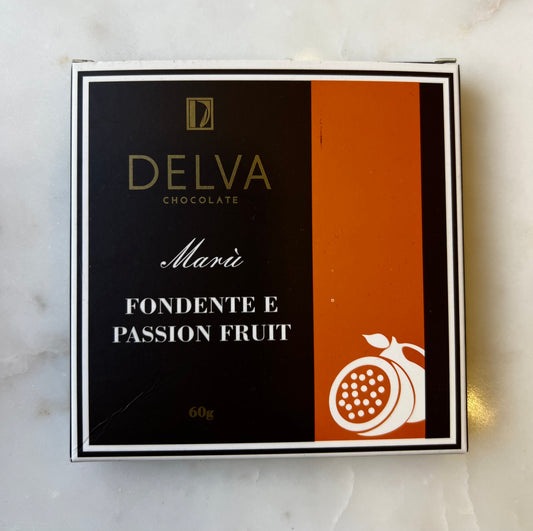 DELVA
CHOCOLATE
Marù
FONDENTE E
PASSION FRUIT
60g